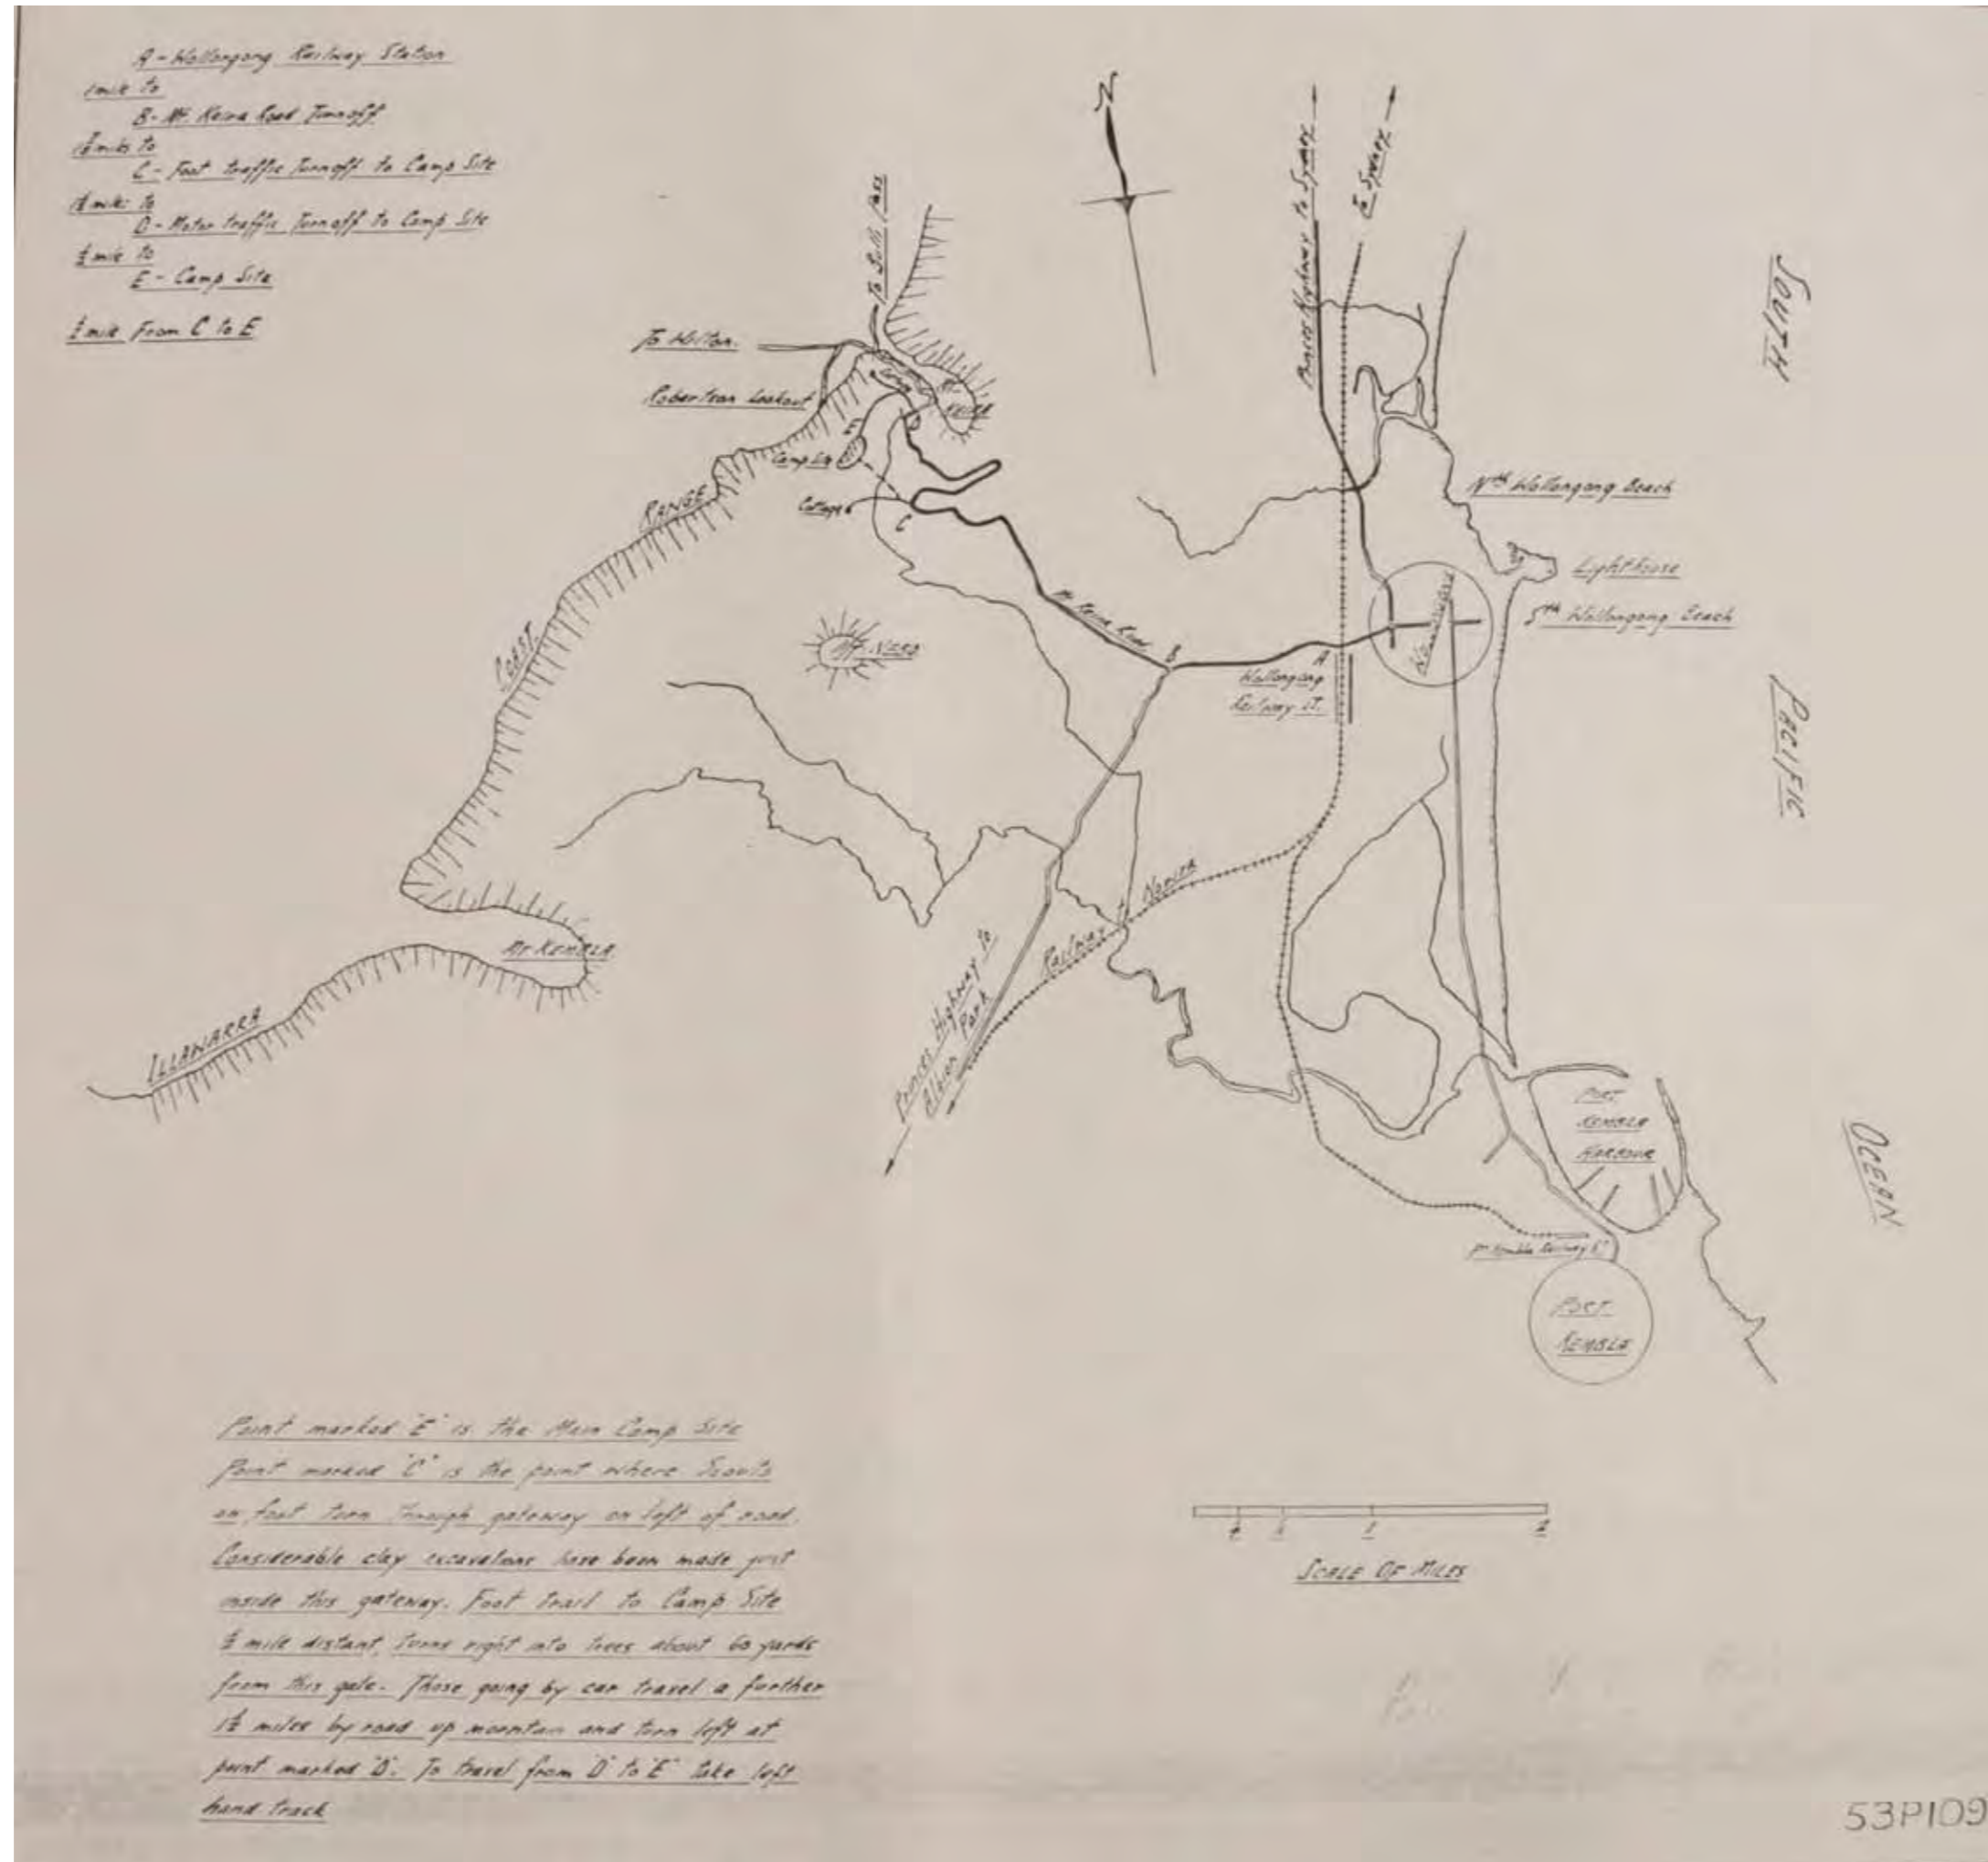 A - Wollongong Railway Station
1 mile to
B - Mt. Keira Road Turnoff
miles to
C - Foot traffic Turnoff to Camp Site
miles to
D - Motor traffic Turnoff to Camp Site
½ mile to
E - Camp Site
½ mile From C to E
N
To Bulli Pass
Princes Highway to Sydney
To Sydney
To Wilton.
Robertson Lookout
Mt. KEIRA
D
E
Camp Site
Cottage
C
COAST
RANGE
SOUTH
PACIFIC
OCEAN
Nth Wollongong Beach
Lighthouse
Sth Wollongong Beach
Mt. Keira Road
B
A
Wollongong
Railway St.
Mt. NEBO
Mt. KEMBLA
ILLAWARRA
Railway to Nowra
Princes Highway to
Albion Park
PORT
KEMBLA
HARBOUR
Pt Kembla Railway St
PORT
KEMBLA
Point marked "E" is the Main Camp Site
Point marked "C" is the point where Scouts
on foot turn through gateway on left of road.
Considerable clay excavations have been made just
inside this gateway. Foot trail to Camp Site
½ mile distant, turns right into trees about 60 yards
from this gate. Those going by car travel a further
1½ miles by road up mountain and turn left at
point marked "D". To travel from "D" to "E" take left
hand track
1 2
SCALE OF MILES
53P109